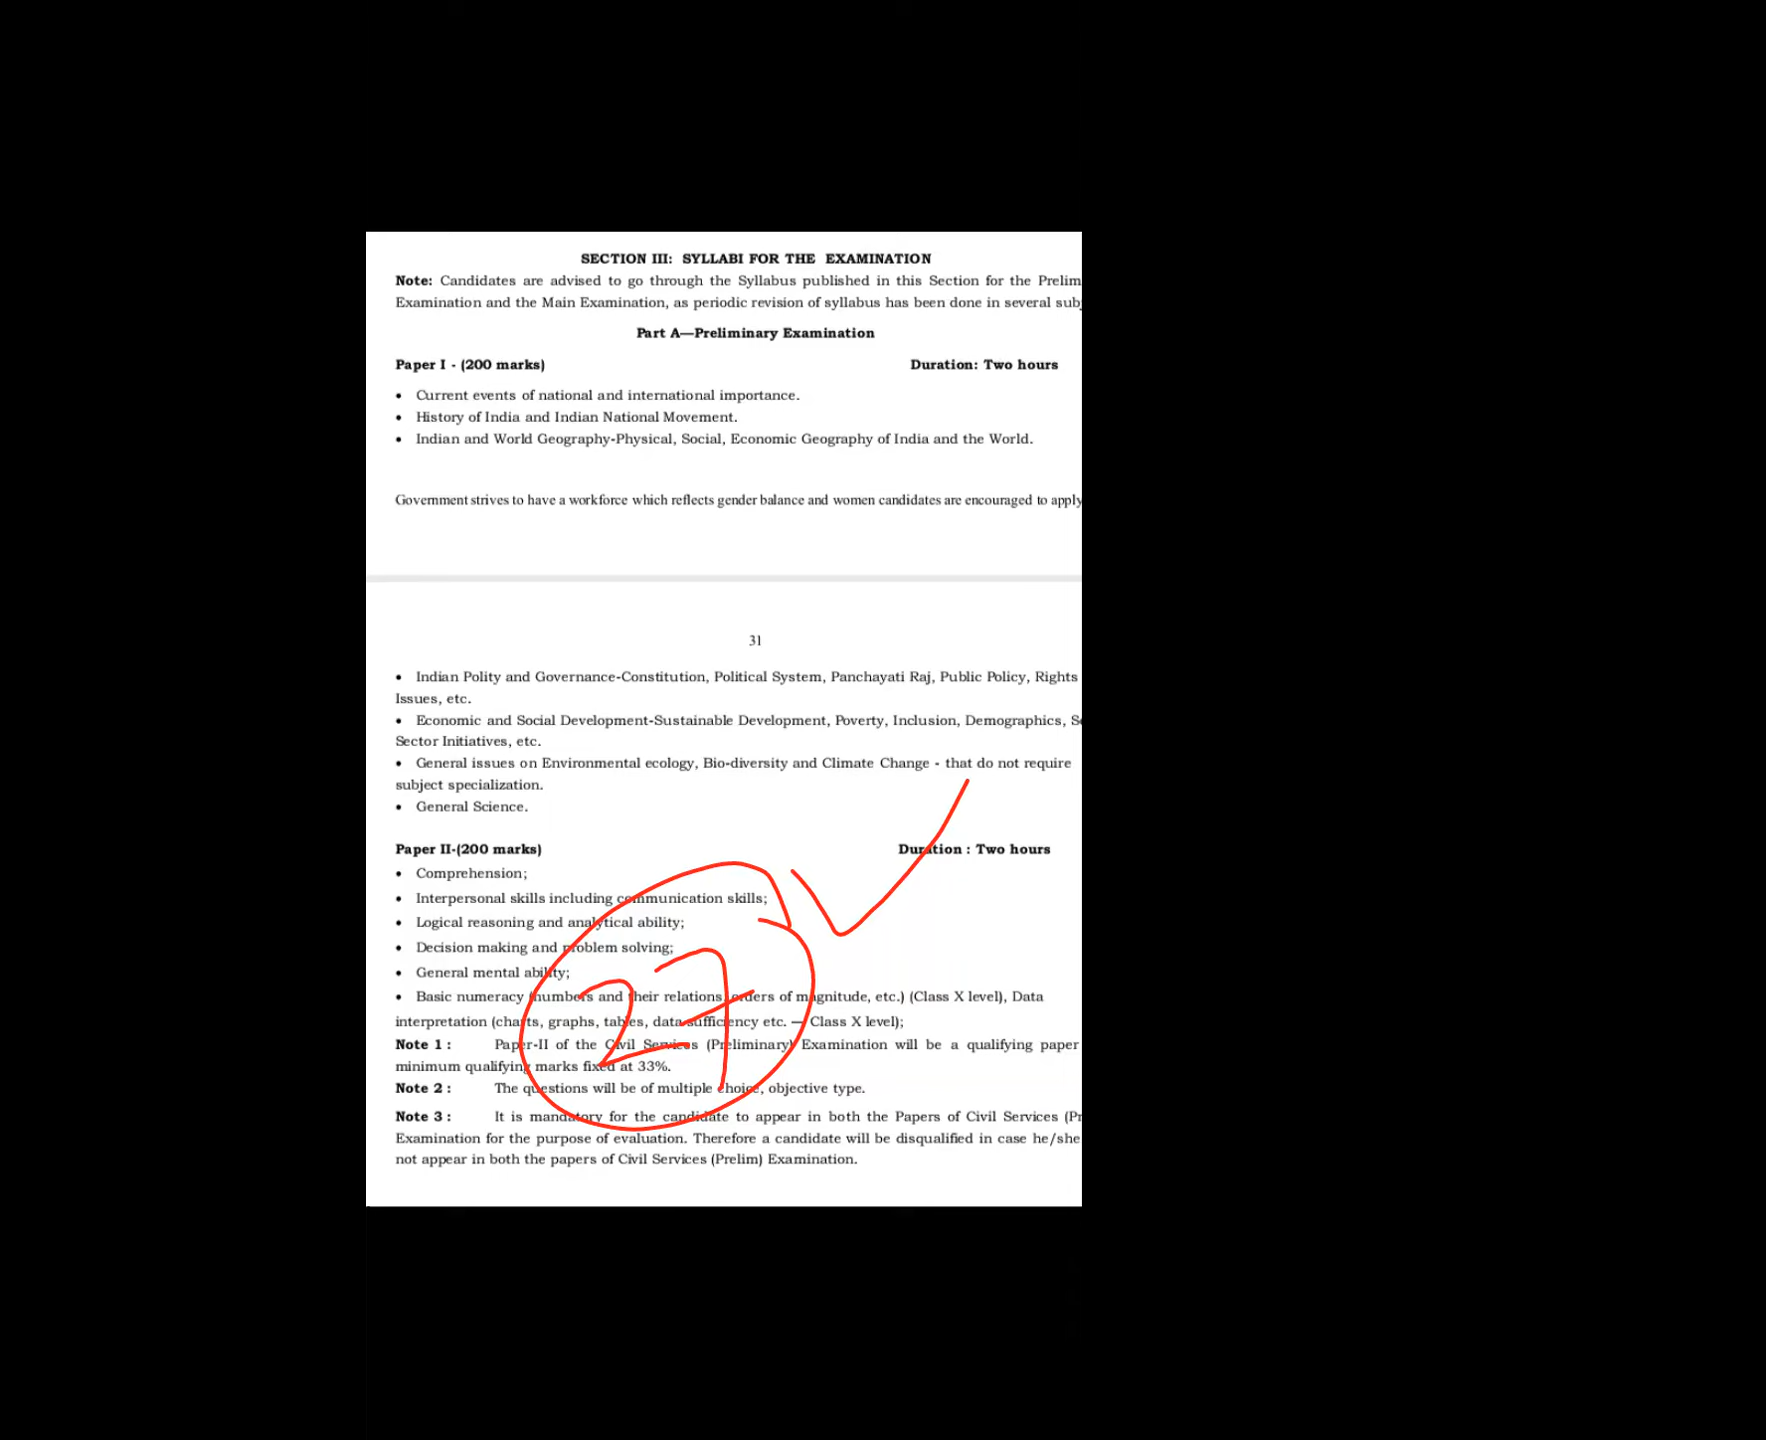 SECTION III: SYLLABI FOR THE EXAMINATION
Note: Candidates are advised to go through the Syllabus published in this Section for the Prelim
Examination and the Main Examination, as periodic revision of syllabus has been done in several sub
Part A—Preliminary Examination
Paper I - (200 marks) Duration: Two hours
• Current events of national and international importance.
• History of India and Indian National Movement.
• Indian and World Geography-Physical, Social, Economic Geography of India and the World.
Government strives to have a workforce which reflects gender balance and women candidates are encouraged to apply
31
• Indian Polity and Governance-Constitution, Political System, Panchayati Raj, Public Policy, Rights
Issues, etc.
• Economic and Social Development-Sustainable Development, Poverty, Inclusion, Demographics,
Sector Initiatives, etc.
• General issues on Environmental ecology, Bio-diversity and Climate Change - that do not require
subject specialization.
• General Science.
Paper II-(200 marks) Duration : Two hours
• Comprehension;
• Interpersonal skills including communication skills;
• Logical reasoning and analytical ability;
• Decision making and problem solving;
• General mental ability;
• Basic numeracy (numbers and their relations, orders of magnitude, etc.) (Class X level), Data
interpretation (charts, graphs, tables, data sufficiency etc. — Class X level);
27
Note 1 : Paper-II of the Civil Services (Preliminary) Examination will be a qualifying paper
minimum qualifying marks fixed at 33%.
Note 2 : The questions will be of multiple choice, objective type.
Note 3 : It is mandatory for the candidate to appear in both the Papers of Civil Services (Pr
Examination for the purpose of evaluation. Therefore a candidate will be disqualified in case he/she
not appear in both the papers of Civil Services (Prelim) Examination.